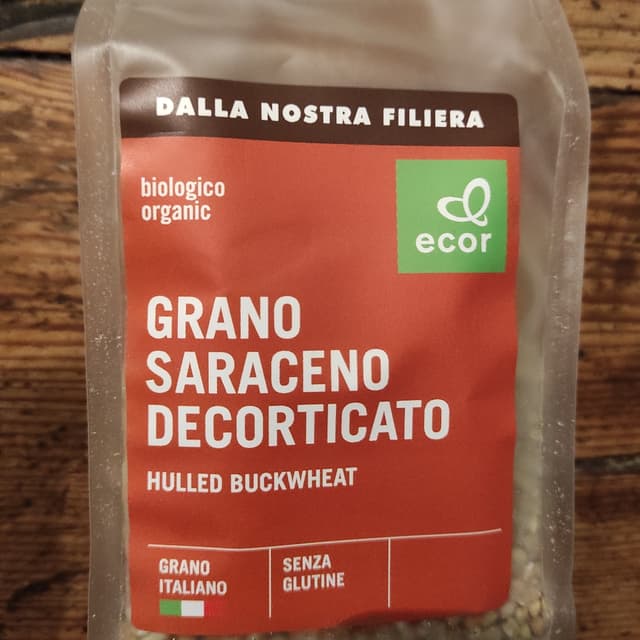 DALLA NOSTRA FILIERA
biologico
organic
ecor
GRANO
SARACENO
DECORTICATO
HULLED BUCKWHEAT
GRANO
ITALIANO
SENZA
GLUTINE